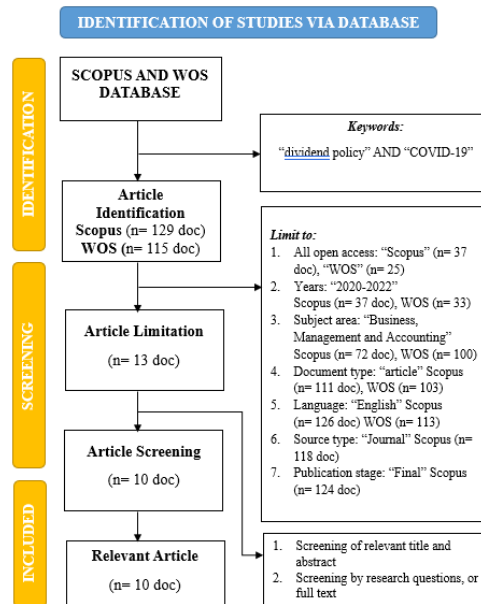 IDENTIFICATION OF STUDIES VIA DATABASE
IDENTIFICATION
SCOPUS AND WOS
DATABASE
Keywords:
“dividend policy” AND “COVID-19”
Article
Identification
Scopus (n= 129 doc)
WOS (n= 115 doc)
Limit to:
1. All open access: “Scopus” (n= 37
doc), “WOS” (n= 25)
2. Years: “2020-2022”
Scopus (n= 37 doc), WOS (n= 33)
3. Subject area: “Business,
Management and Accounting”
Scopus (n= 72 doc), WOS (n= 100)
4. Document type: “article” Scopus
(n= 111 doc), WOS (n= 103)
5. Language: “English” Scopus
(n= 126 doc) WOS (n= 113)
6. Source type: “Journal” Scopus (n=
118 doc)
7. Publication stage: “Final” Scopus
(n= 124 doc)
SCREENING
Article Limitation
(n= 13 doc)
Article Screening
(n= 10 doc)
INCLUDED
Relevant Article
(n= 10 doc)
1. Screening of relevant title and
abstract
2. Screening by research questions, or
full text